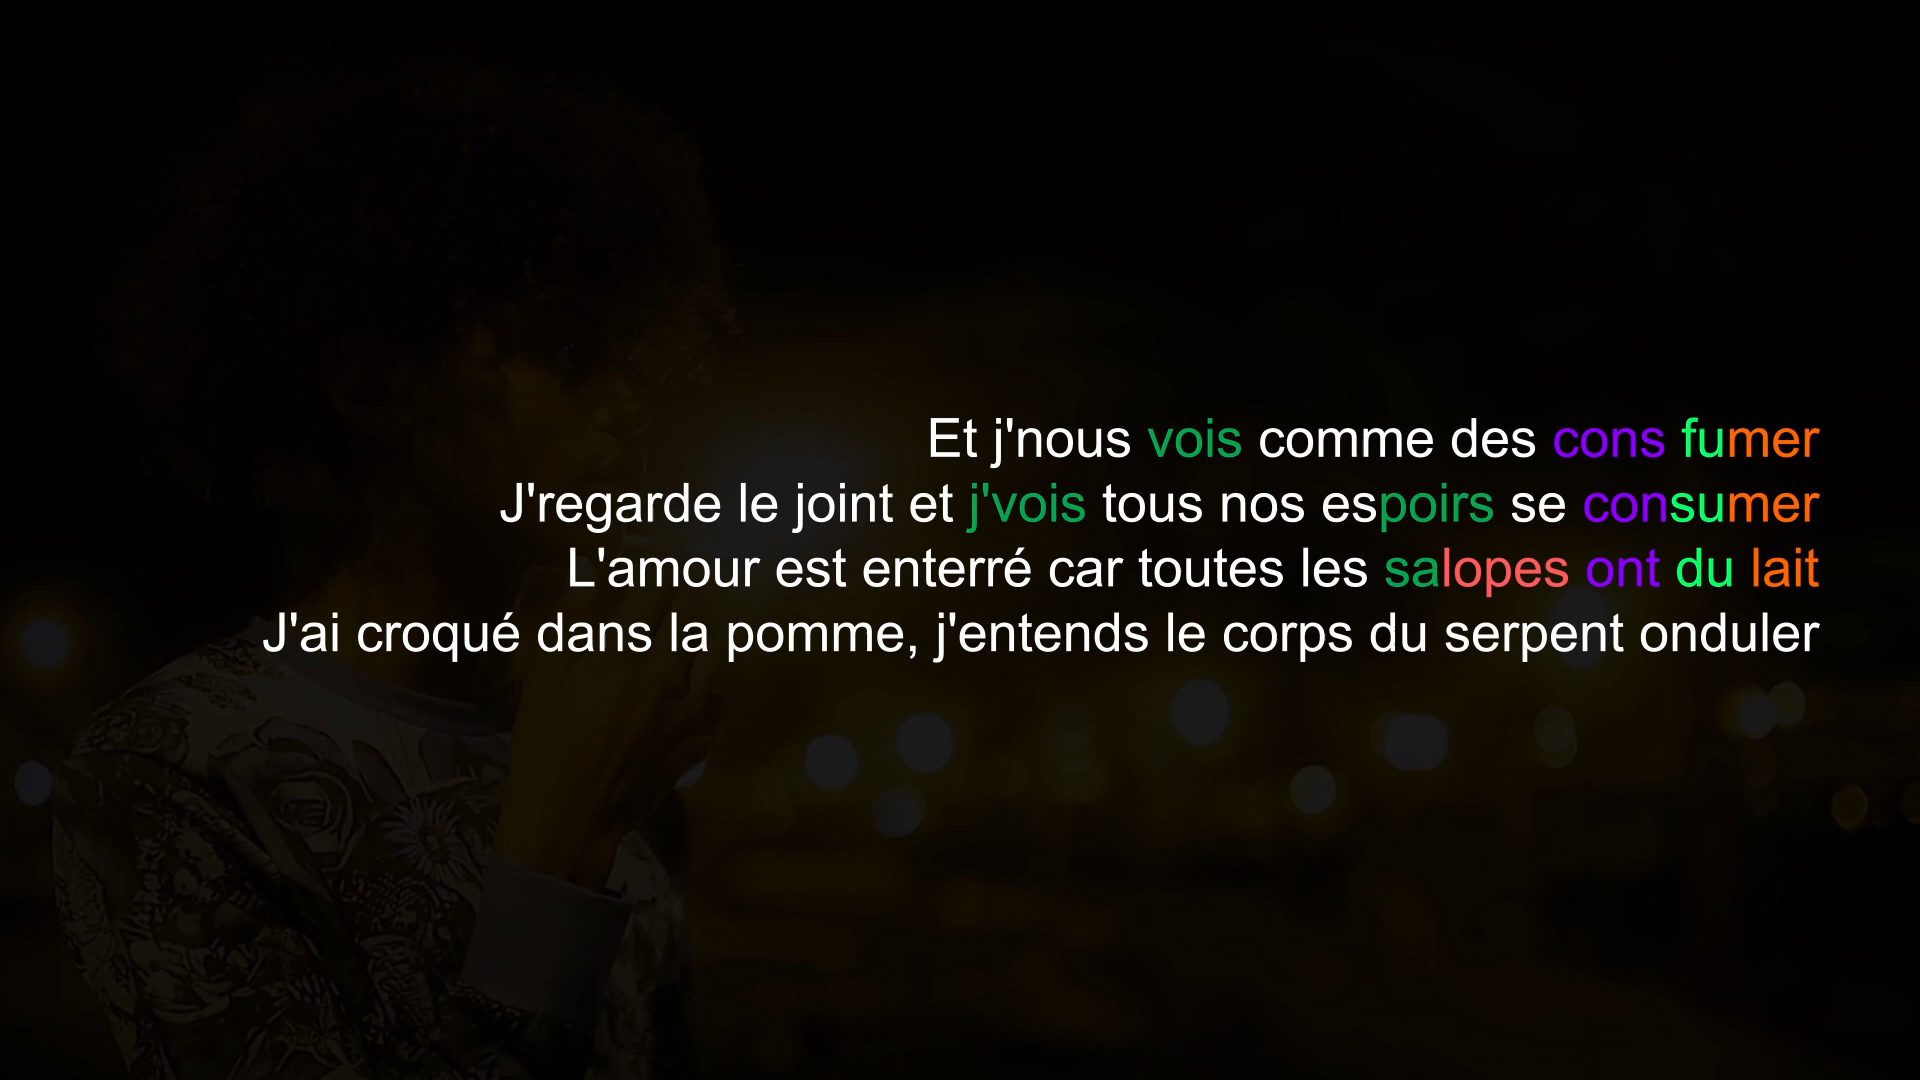 Et j'nous vois comme des cons fumer
J'regarde le joint et j'vois tous nos espoirs se consumer
L'amour est enterré car toutes les salopes ont du lait
J'ai croqué dans la pomme, j'entends le corps du serpent onduler